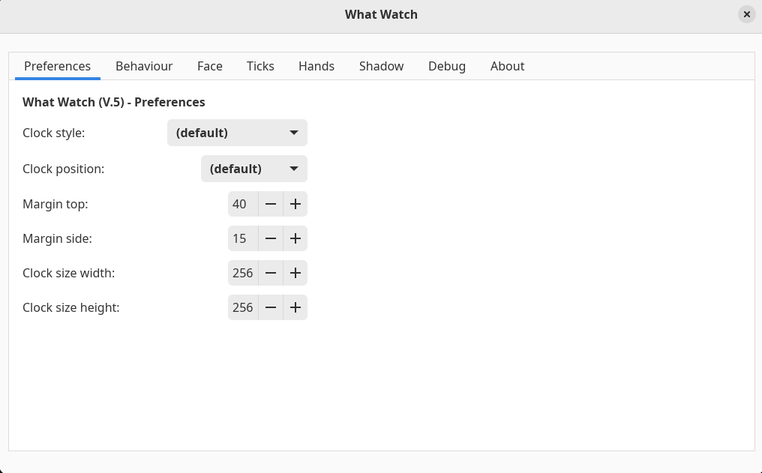 What Watch
Preferences Behaviour Face Ticks Hands Shadow Debug About
What Watch (V.5) - Preferences
Clock style: (default)
Clock position: (default)
Margin top: 40
Margin side: 15
Clock size width: 256
Clock size height: 256